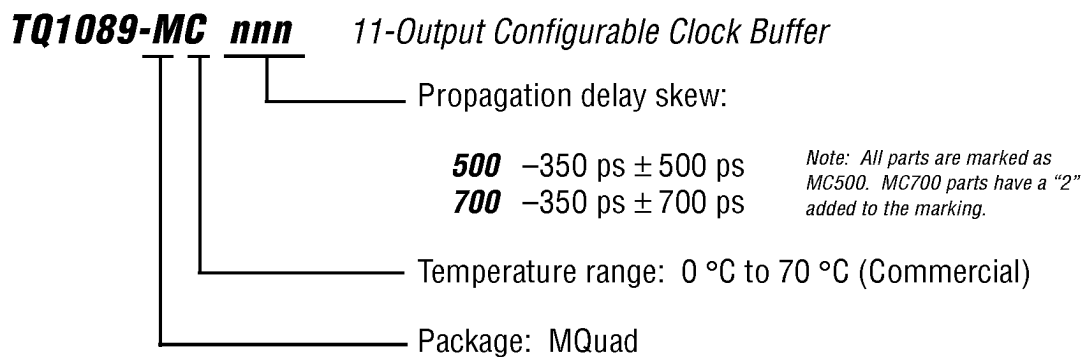 TQ1089-MC nnn 11-Output Configurable Clock Buffer
Propagation delay skew:
500 –350 ps ± 500 ps
700 –350 ps ± 700 ps
Note: All parts are marked as
MC500. MC700 parts have a “2”
added to the marking.
Temperature range: 0 °C to 70 °C (Commercial)
Package: MQuad